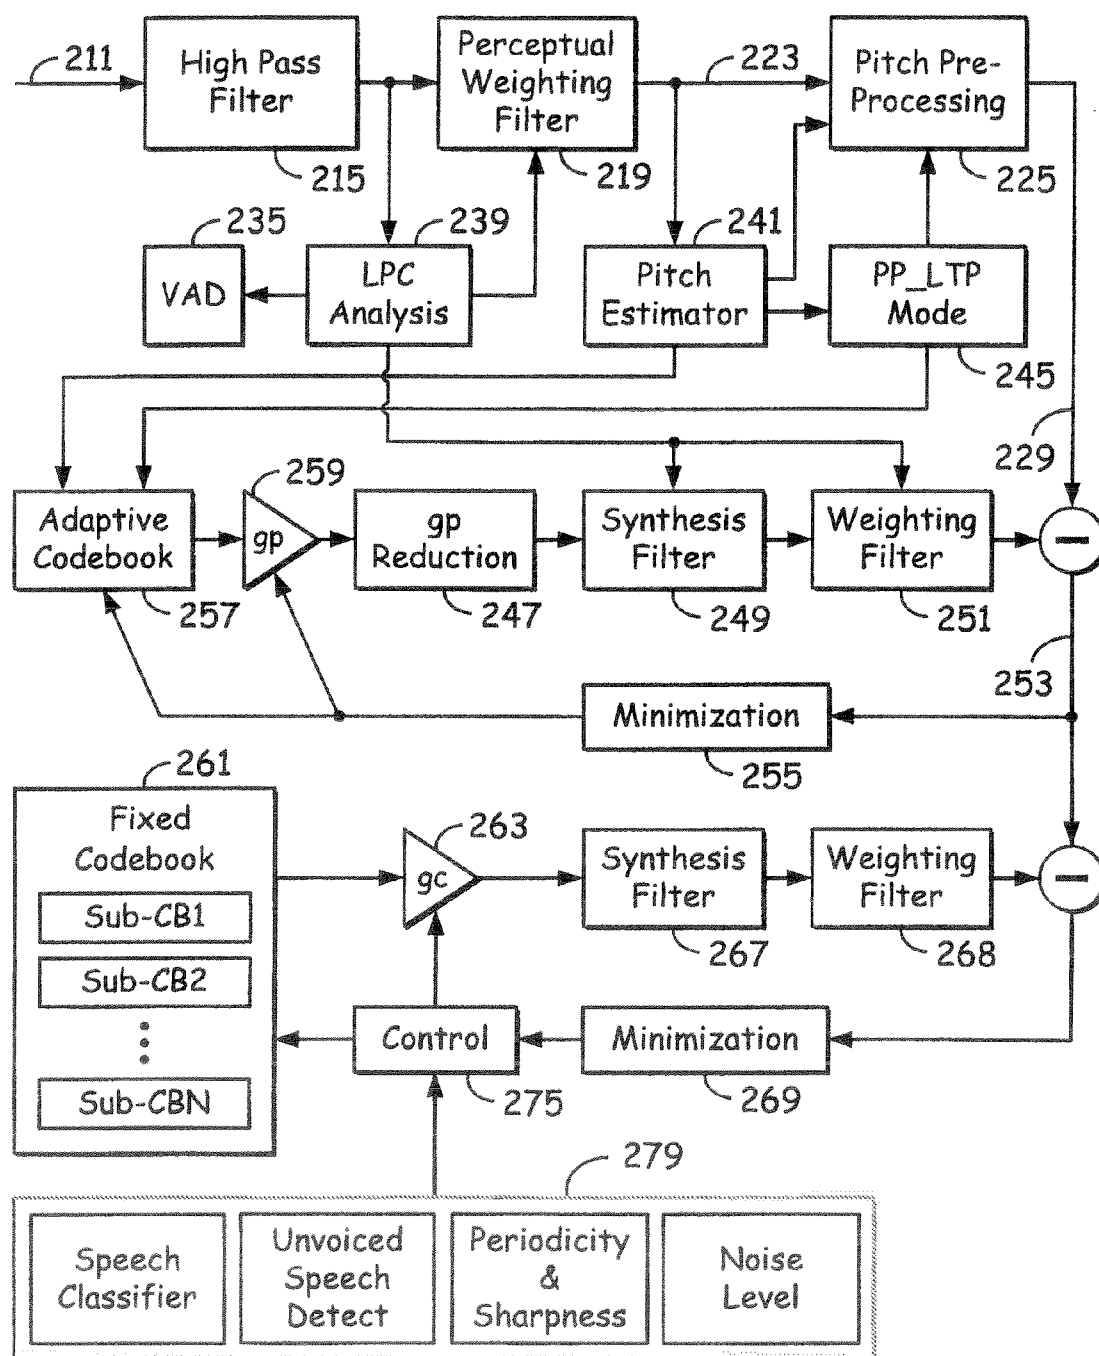 211
High Pass
Filter
215
Perceptual
Weighting
Filter
219
223
Pitch Pre-
Processing
225
235
VAD
239
LPC
Analysis
241
Pitch
Estimator
PP_LTP
Mode
245
229
Adaptive
Codebook
257
259
gp
gp
Reduction
247
Synthesis
Filter
249
Weighting
Filter
251
253
Minimization
255
261
Fixed
Codebook
Sub-CB1
Sub-CB2
Sub-CBN
263
gc
Synthesis
Filter
267
Weighting
Filter
268
Control
275
Minimization
269
279
Speech
Classifier
Unvoiced
Speech
Detect
Periodicity
&
Sharpness
Noise
Level